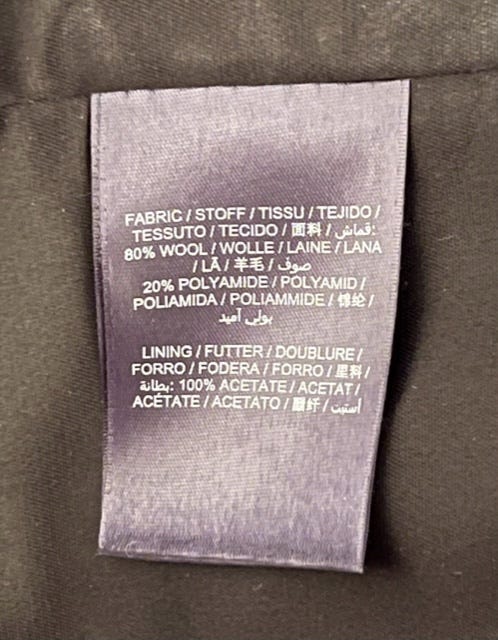 FABRIC / STOFF / TISSU / TEJIDO /
TESSUTO / TECIDO / 面料 / قماش:
80% WOOL / WOLLE / LAINE / LANA
/ LÃ / 羊毛 / صوف
20% POLYAMIDE / POLYAMID /
POLIAMIDA / POLIAMMIDE / 锦纶 /
بولي أميد
LINING / FUTTER / DOUBLURE /
FORRO / FODERA / FORRO / 里料 /
بطانة: 100% ACETATE / ACETAT /
ACÉTATE / ACETATO / 醋纤 / أستيت